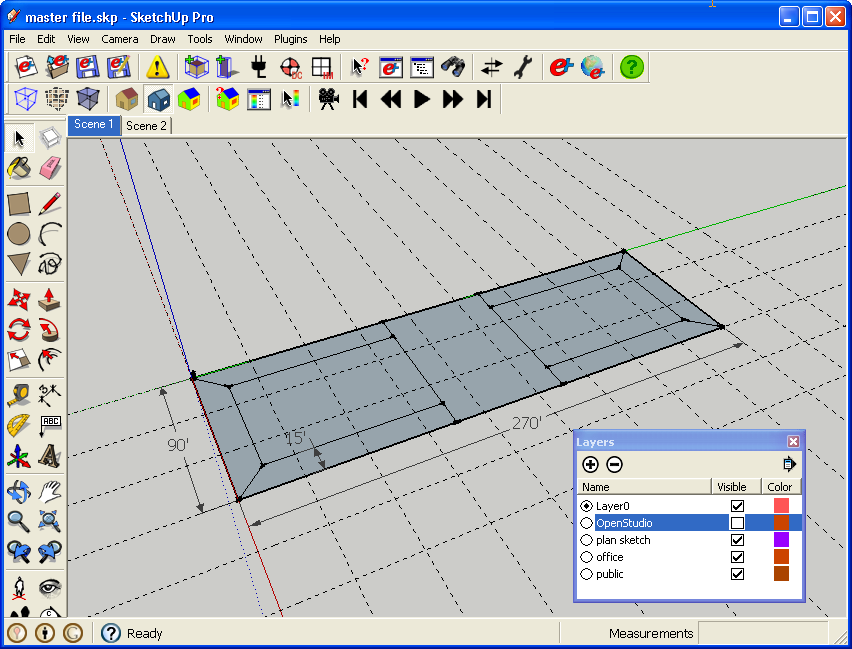 master file.skp - SketchUp Pro
File Edit View Camera Draw Tools Window Plugins Help
Scene 1 Scene 2
ABC
90'
15'
270'
Layers
Name Visible Color
Layer0
OpenStudio
plan sketch
office
public
Ready
Measurements